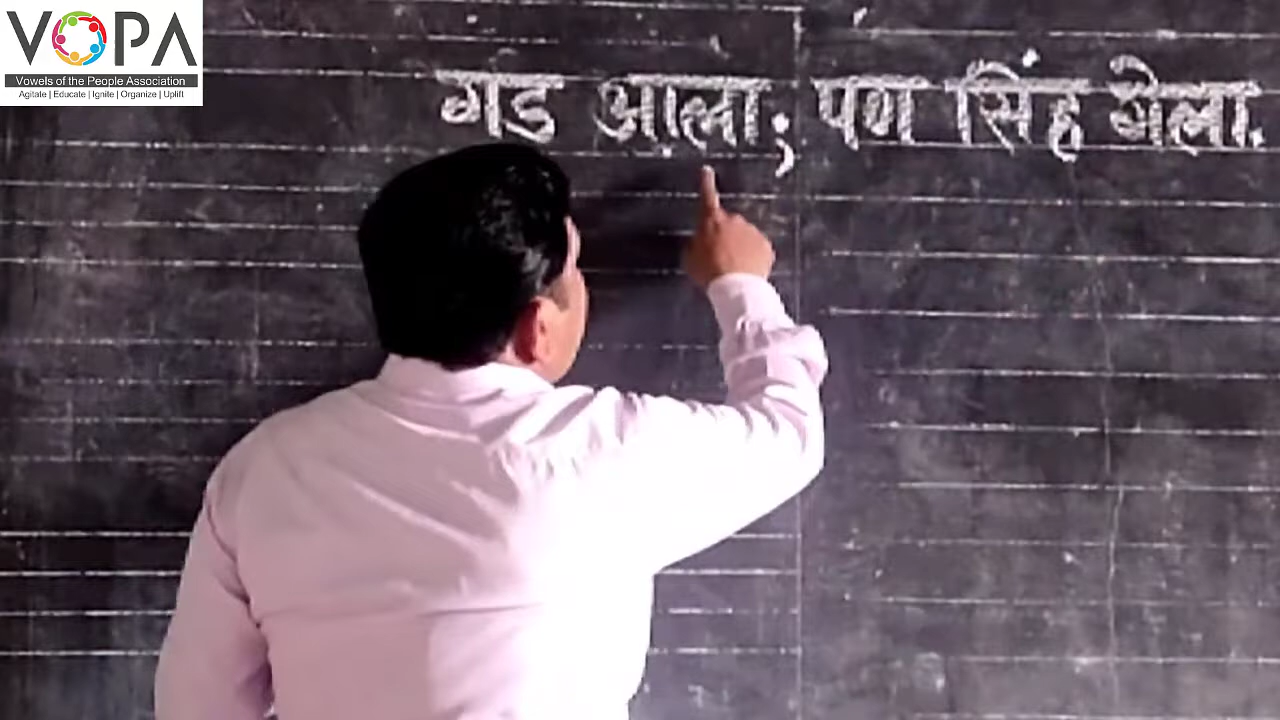 VOPA
Vowels of the People Association
Agitate | Educate | Ignite | Organize | Uplift
गड आला; पण सिंह गेला.